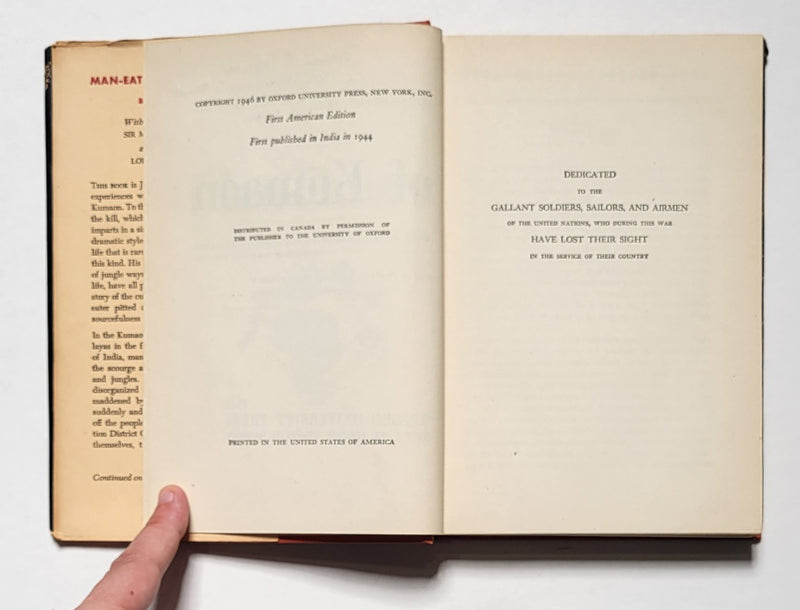 MAN-EAT
B
With
SIR M
a
LO
THIS BOOK is J
experiences w
Kumaon. To th
the kill, which
imparts in a si
dramatic style
life that is rare
this kind. His
of jungle ways
life, have all p
story of the cu
eater pitted a
sourcefulness
In the Kumao
layas in the f
of India, man
the scourge a
and jungles.
disorganized
maddened by
suddenly and
off the people
tion District C
themselves, t
Continued on
COPYRIGHT 1946 BY OXFORD UNIVERSITY PRESS, NEW YORK, INC.
First American Edition
First published in India in 1944
DISTRIBUTED IN CANADA BY PERMISSION OF
THE PUBLISHER TO THE UNIVERSITY OF OXFORD
PRINTED IN THE UNITED STATES OF AMERICA
DEDICATED
TO THE
GALLANT SOLDIERS, SAILORS, AND AIRMEN
OF THE UNITED NATIONS, WHO DURING THIS WAR
HAVE LOST THEIR SIGHT
IN THE SERVICE OF THEIR COUNTRY